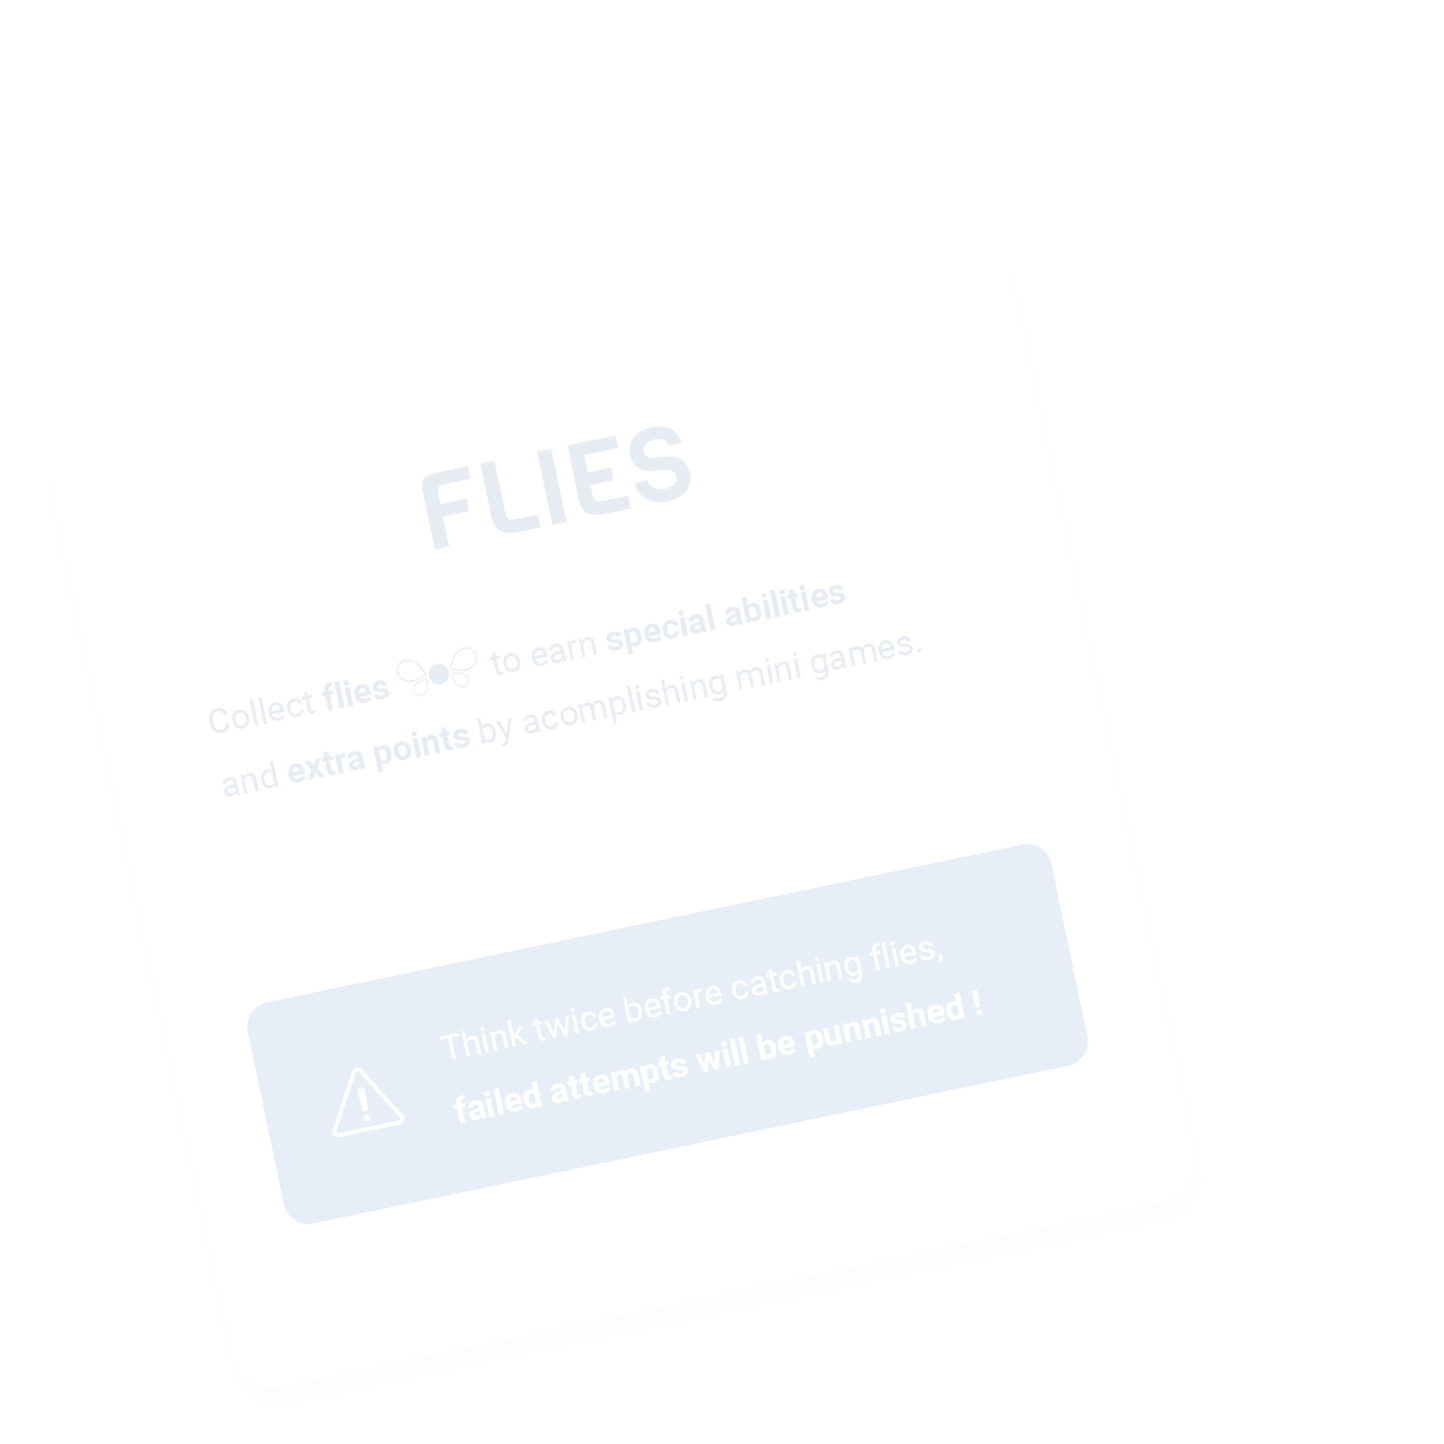 FLIES
Collect flies to earn special abilities
and extra points by acomplishing mini games.
Think twice before catching flies,
failed attempts will be punnished !